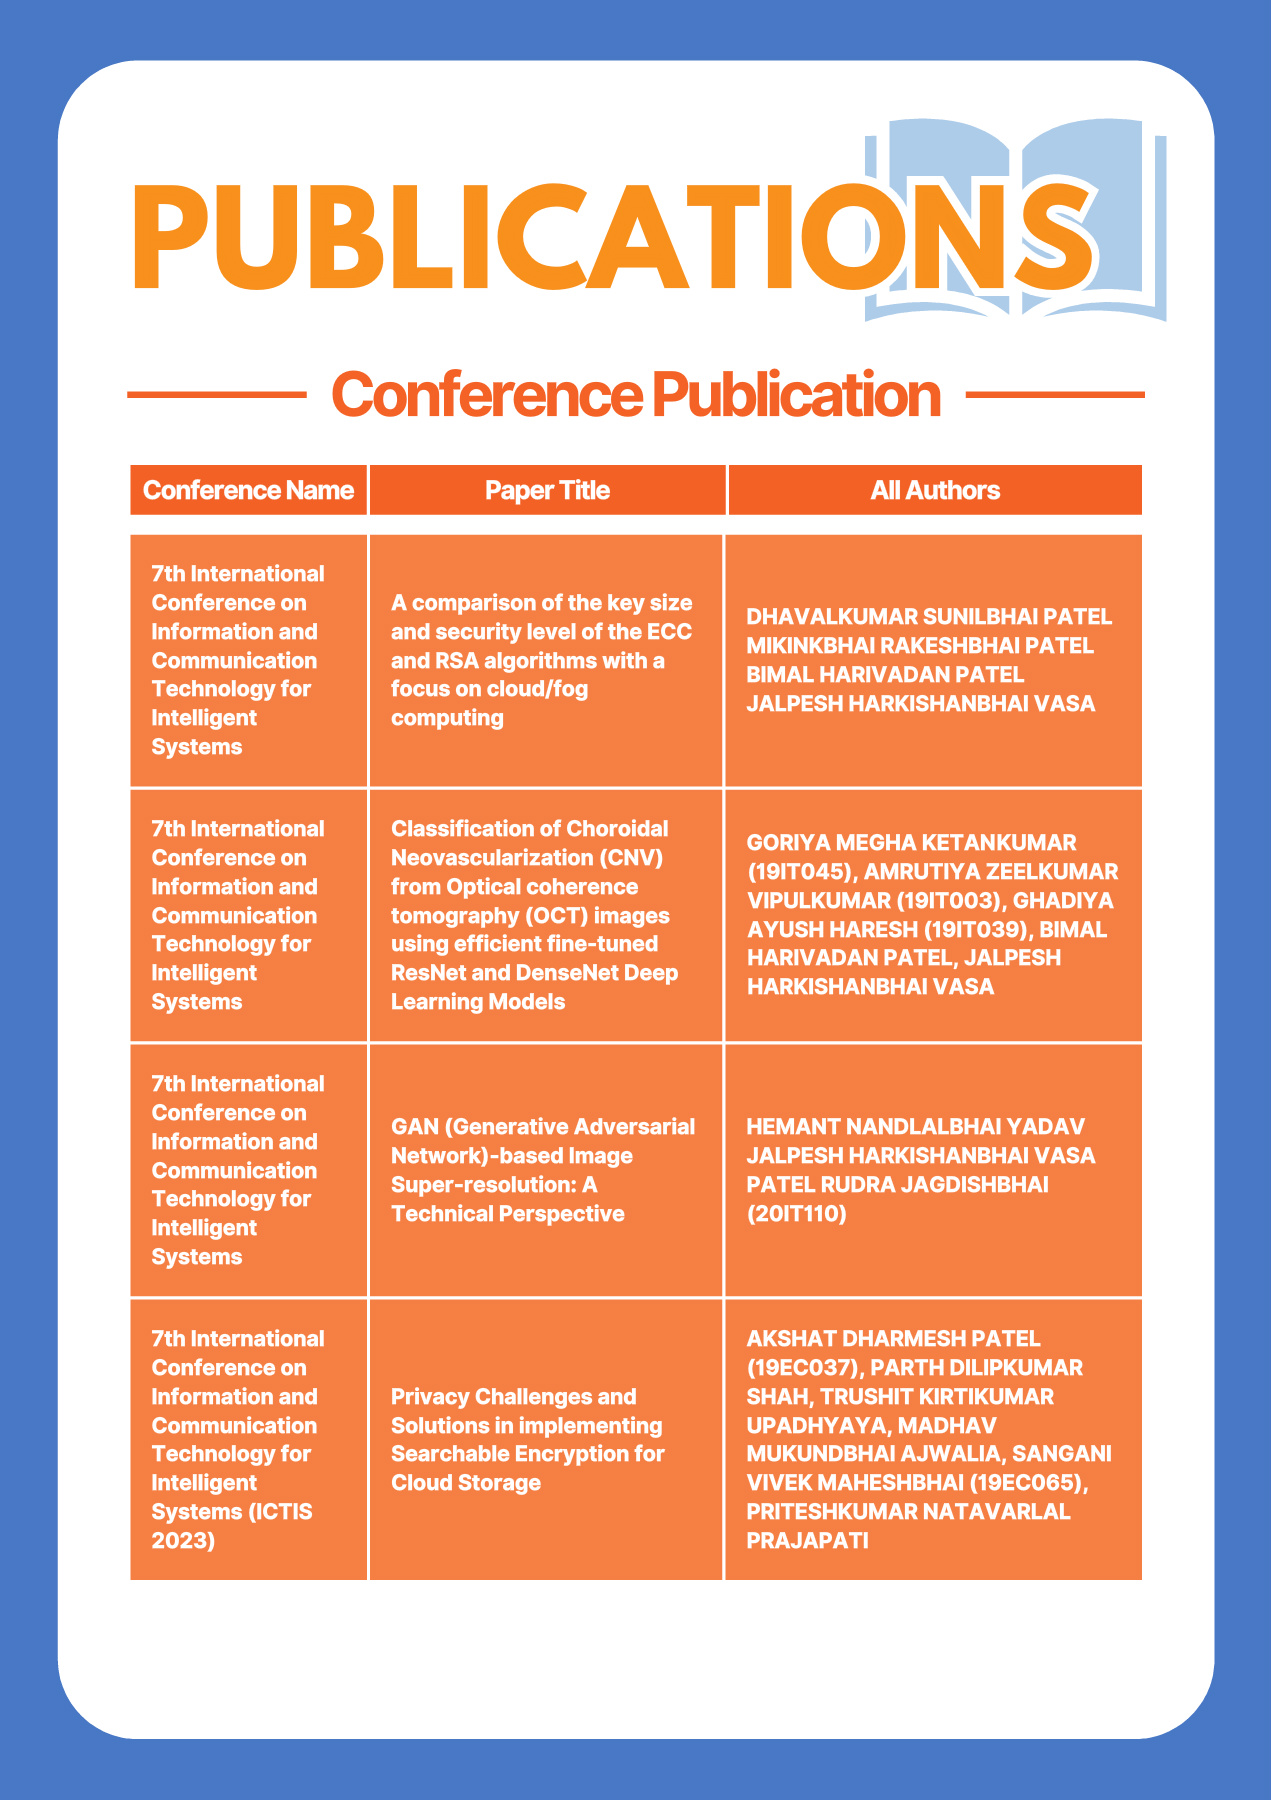 PUBLICATIONS
Conference Publication
Conference Name
Paper Title
All Authors
7th International
Conference on
Information and
Communication
Technology for
Intelligent
Systems
A comparison of the key size
and security level of the ECC
and RSA algorithms with a
focus on cloud/fog
computing
DHAVALKUMAR SUNILBHAI PATEL
MIKINKBHAI RAKESHBHAI PATEL
BIMAL HARIVADAN PATEL
JALPESH HARKISHANBHAI VASA
7th International
Conference on
Information and
Communication
Technology for
Intelligent
Systems
Classification of Choroidal
Neovascularization (CNV)
from Optical coherence
tomography (OCT) images
using efficient fine-tuned
ResNet and DenseNet Deep
Learning Models
GORIYA MEGHA KETANKUMAR
(19IT045), AMRUTIYA ZEELKUMAR
VIPULKUMAR (19IT003), GHADIYA
AYUSH HARESH (19IT039), BIMAL
HARIVADAN PATEL, JALPESH
HARKISHANBHAI VASA
7th International
Conference on
Information and
Communication
Technology for
Intelligent
Systems
GAN (Generative Adversarial
Network)-based Image
Super-resolution: A
Technical Perspective
HEMANT NANDLALBHAI YADAV
JALPESH HARKISHANBHAI VASA
PATEL RUDRA JAGDISHBHAI
(20IT110)
7th International
Conference on
Information and
Communication
Technology for
Intelligent
Systems (ICTIS
2023)
Privacy Challenges and
Solutions in implementing
Searchable Encryption for
Cloud Storage
AKSHAT DHARMESH PATEL
(19EC037), PARTH DILIPKUMAR
SHAH, TRUSHIT KIRTIKUMAR
UPADHYAYA, MADHAV
MUKUNDBHAI AJWALIA, SANGANI
VIVEK MAHESHBHAI (19EC065),
PRITESHKUMAR NATAVARLAL
PRAJAPATI